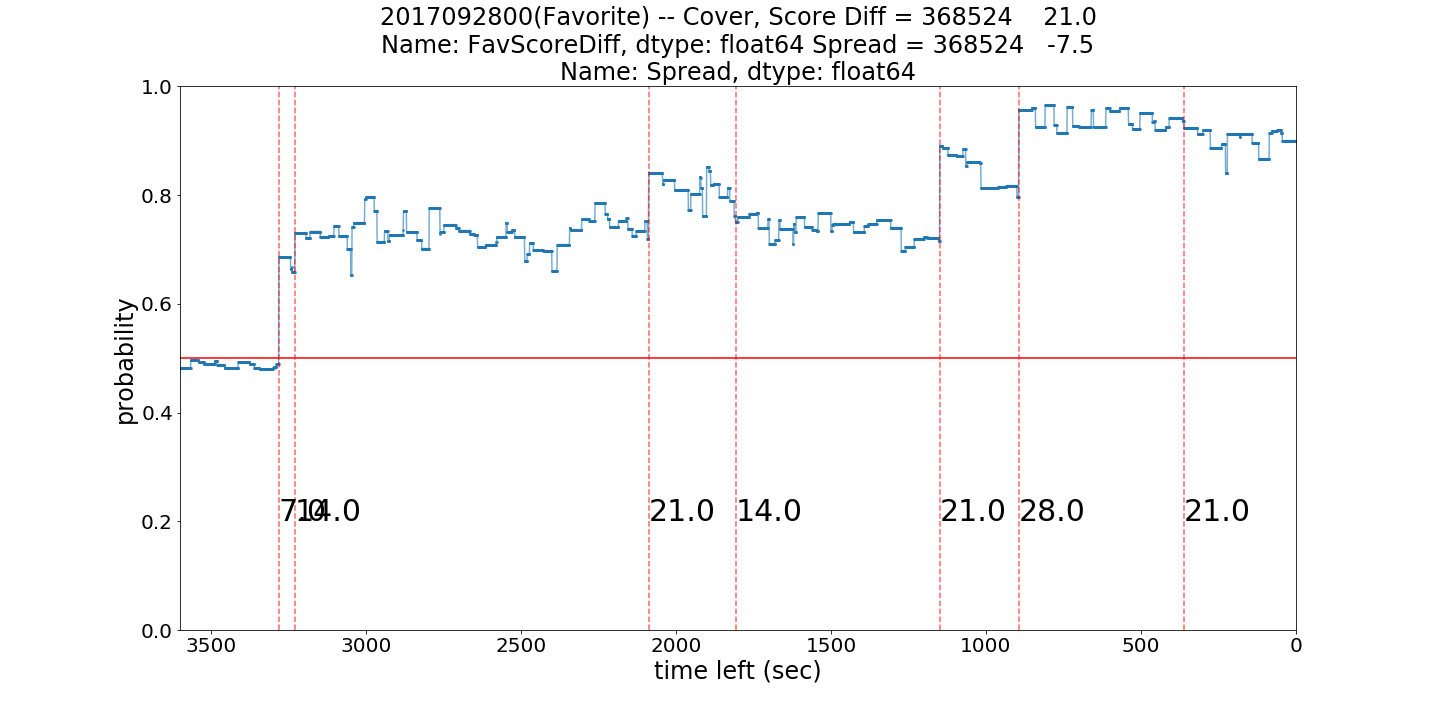 2017092800(Favorite) -- Cover, Score Diff = 368524    21.0
Name: FavScoreDiff, dtype: float64 Spread = 368524   -7.5
Name: Spread, dtype: float64
1.0
0.8
0.6
0.4
0.2
0.0
probability
7.0 14.0 21.0 14.0 21.0 28.0 21.0
3500 3000 2500 2000 1500 1000 500 0
time left (sec)